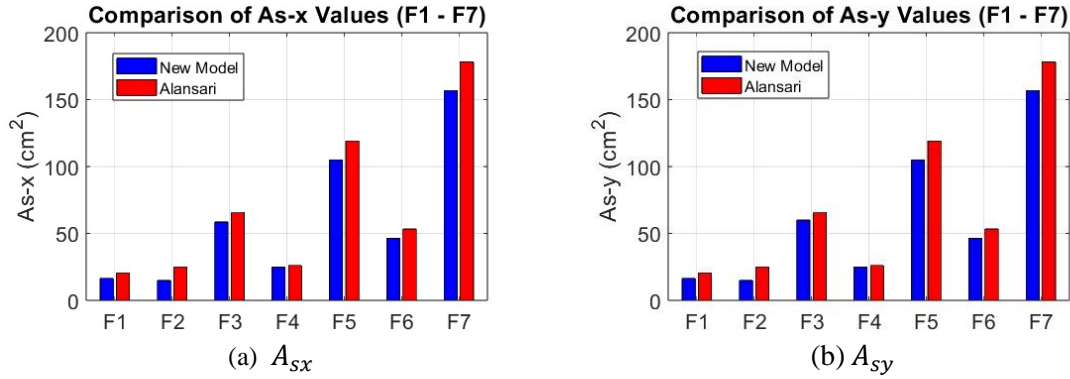 Comparison of As-x Values (F1 - F7)
200
150
100
50
0
As-x (cm²)
New Model
Alansari
F1 F2 F3 F4 F5 F6 F7
(a) Aₛₓ
Comparison of As-y Values (F1 - F7)
200
150
100
50
0
As-y (cm²)
New Model
Alansari
F1 F2 F3 F4 F5 F6 F7
(b) A_{sy}